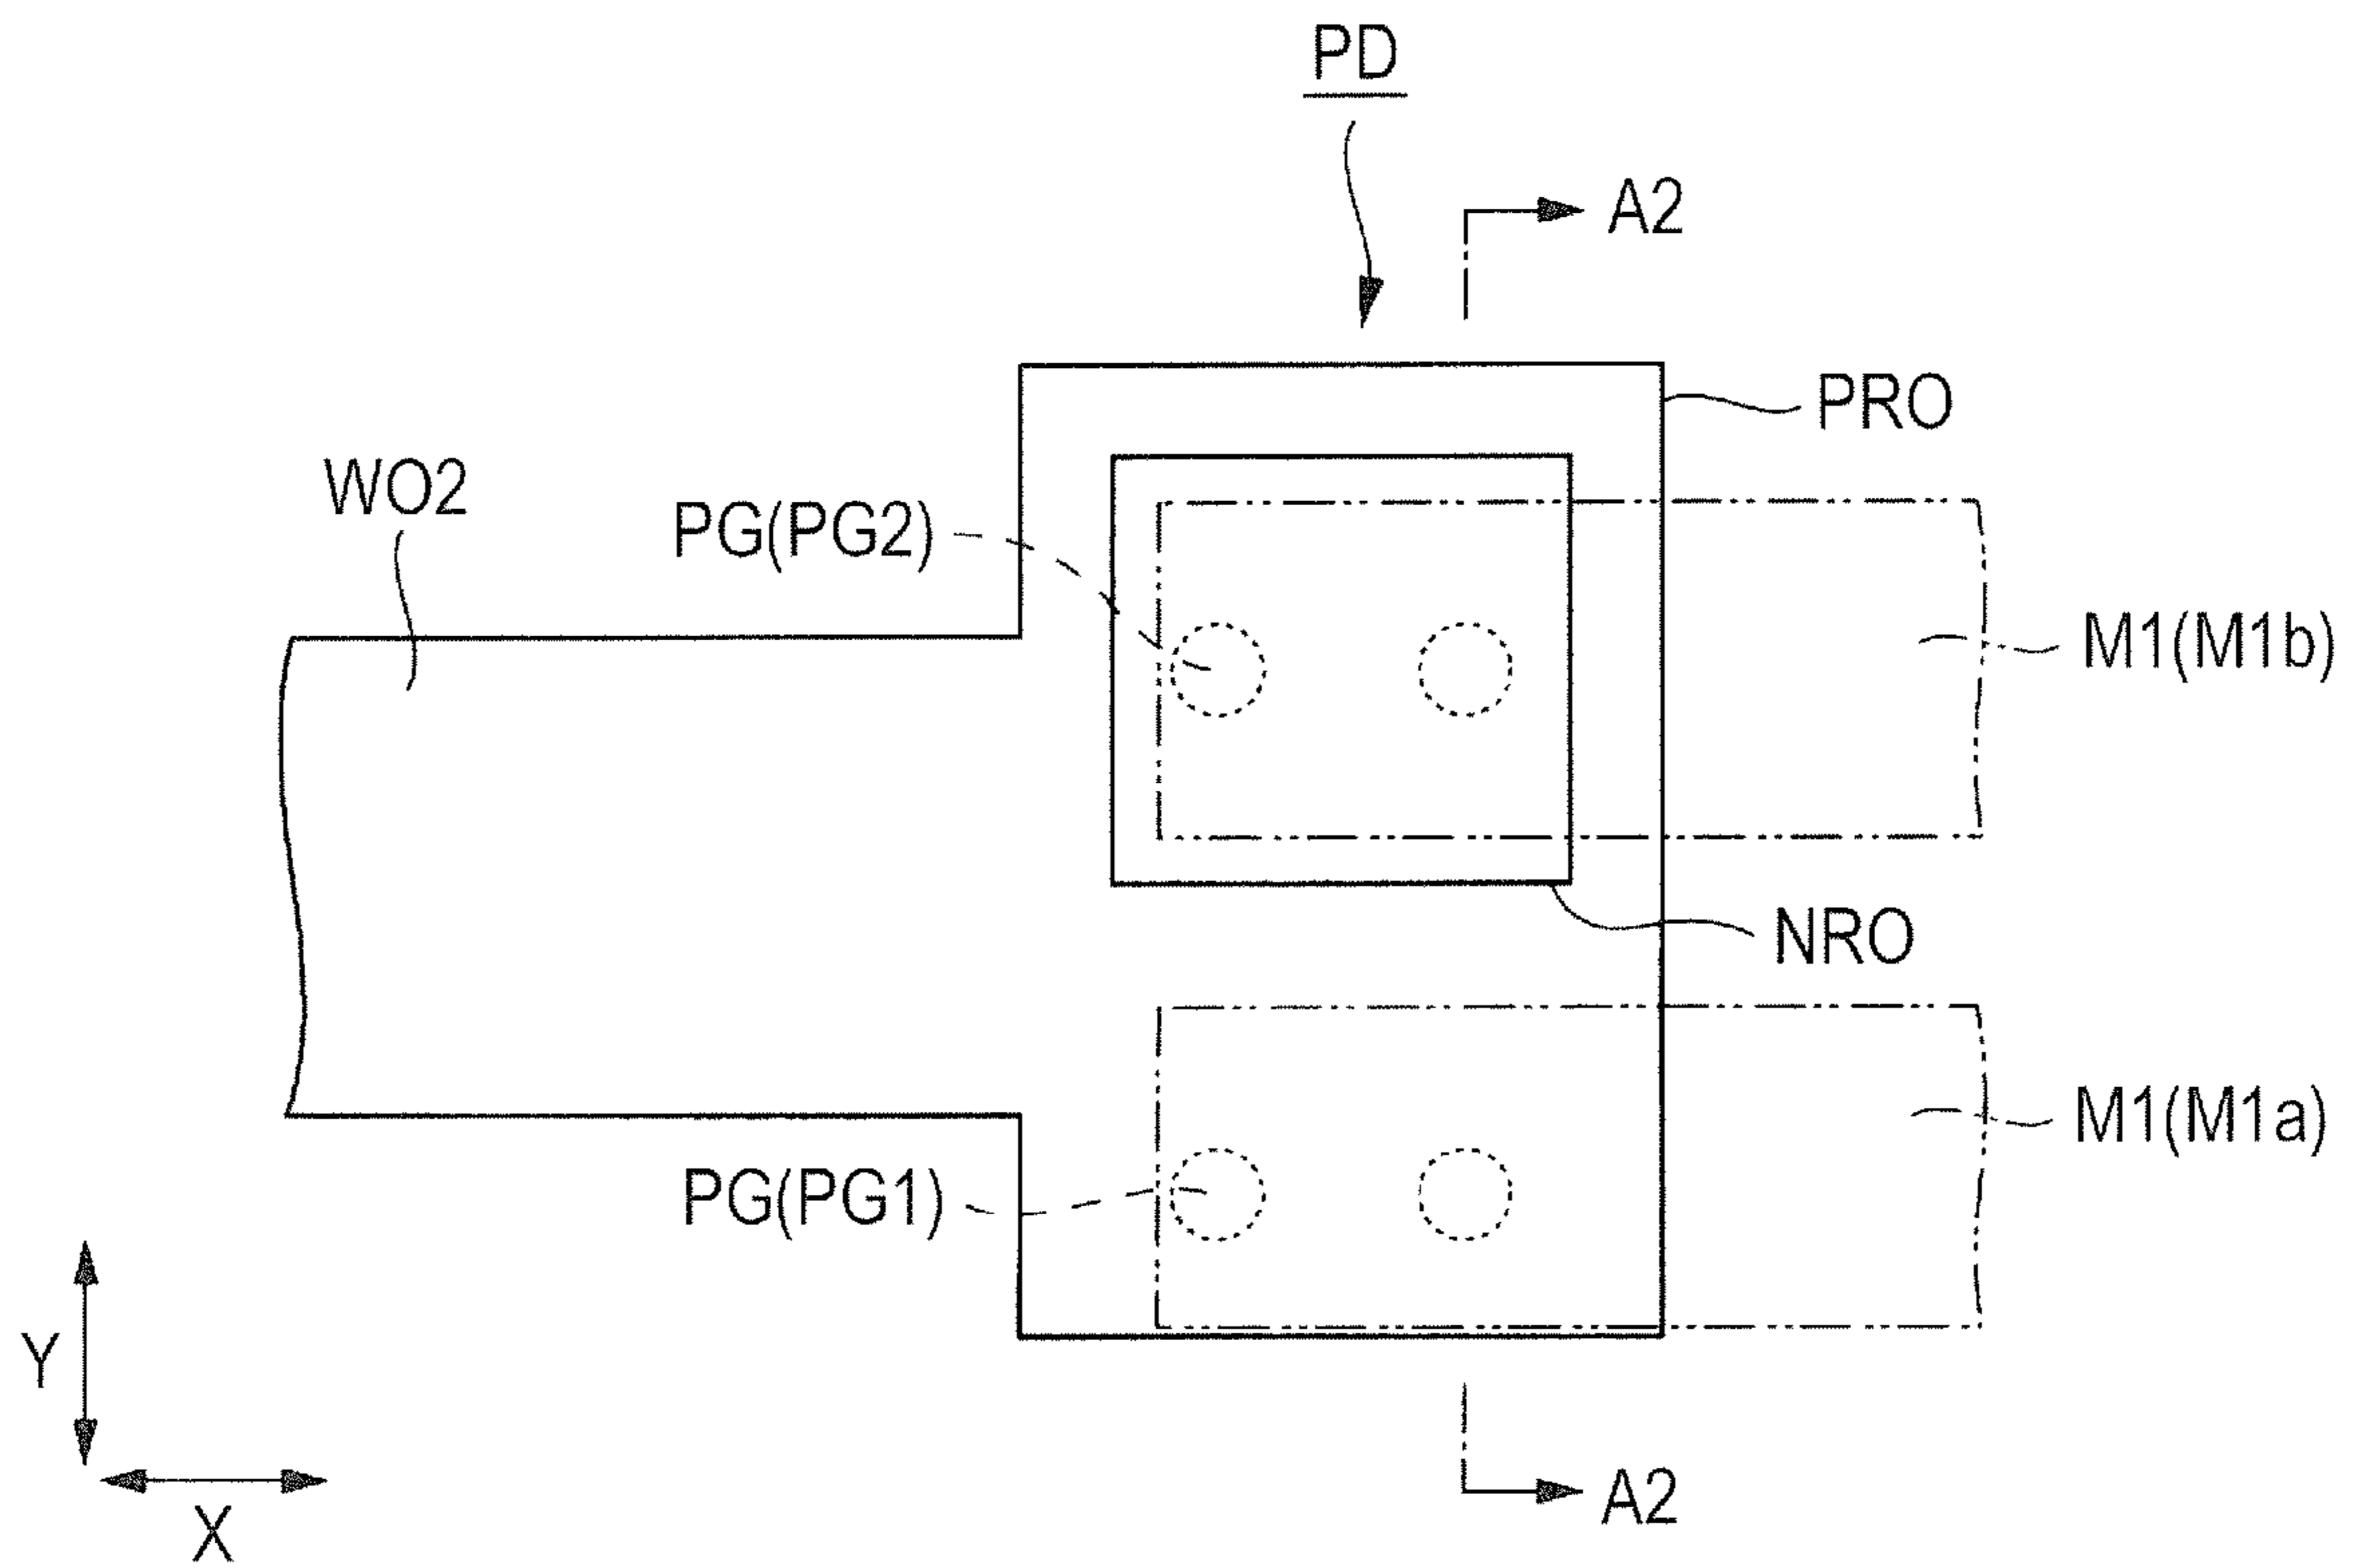 PD
A2
PRO
WO2
PG(PG2)
M1(M1b)
NRO
M1(M1a)
PG(PG1)
Y
X
A2